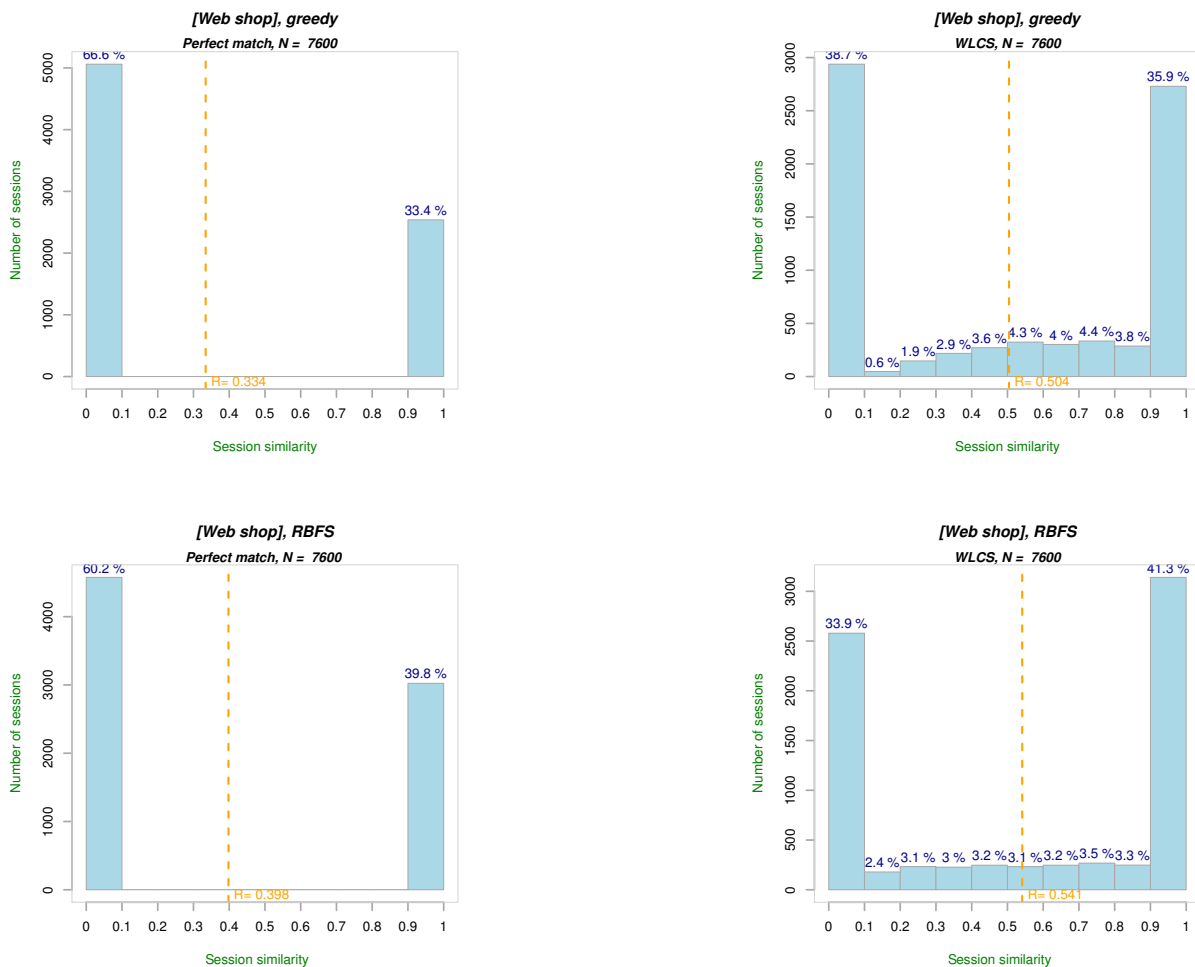 [Web shop], greedy
Perfect match, N = 7600
66.6 %
33.4 %
R= 0.334
Number of sessions
5000
4000
3000
2000
1000
0
0 0.1 0.2 0.3 0.4 0.5 0.6 0.7 0.8 0.9 1
Session similarity
[Web shop], greedy
WLCS, N = 7600
38.7 %
0.6 %
1.9 %
2.9 %
3.6 %
4.3 %
4 %
4.4 %
3.8 %
35.9 %
R= 0.504
Number of sessions
3000
2500
2000
1500
1000
500
0
0 0.1 0.2 0.3 0.4 0.5 0.6 0.7 0.8 0.9 1
Session similarity
[Web shop], RBFS
Perfect match, N = 7600
60.2 %
39.8 %
R= 0.398
Number of sessions
4000
3000
2000
1000
0
0 0.1 0.2 0.3 0.4 0.5 0.6 0.7 0.8 0.9 1
Session similarity
[Web shop], RBFS
WLCS, N = 7600
33.9 %
2.4 %
3.1 %
3 %
3.2 %
3.1 %
3.2 %
3.5 %
3.3 %
41.3 %
R= 0.541
Number of sessions
3000
2500
2000
1500
1000
500
0
0 0.1 0.2 0.3 0.4 0.5 0.6 0.7 0.8 0.9 1
Session similarity